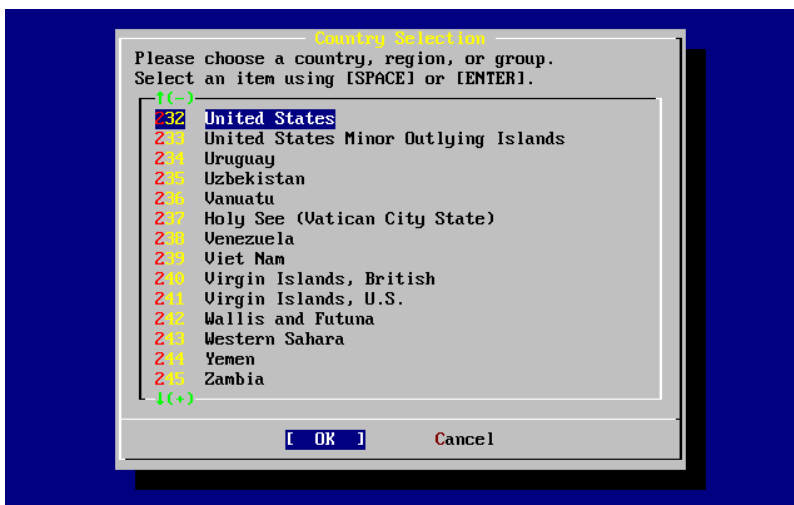 Country Selection
Please choose a country, region, or group.
Select an item using [SPACE] or [ENTER].
↑(-)
232 United States
233 United States Minor Outlying Islands
234 Uruguay
235 Uzbekistan
236 Vanuatu
237 Holy See (Vatican City State)
238 Venezuela
239 Viet Nam
240 Virgin Islands, British
241 Virgin Islands, U.S.
242 Wallis and Futuna
243 Western Sahara
244 Yemen
245 Zambia
↓(+)
[ OK ] Cancel